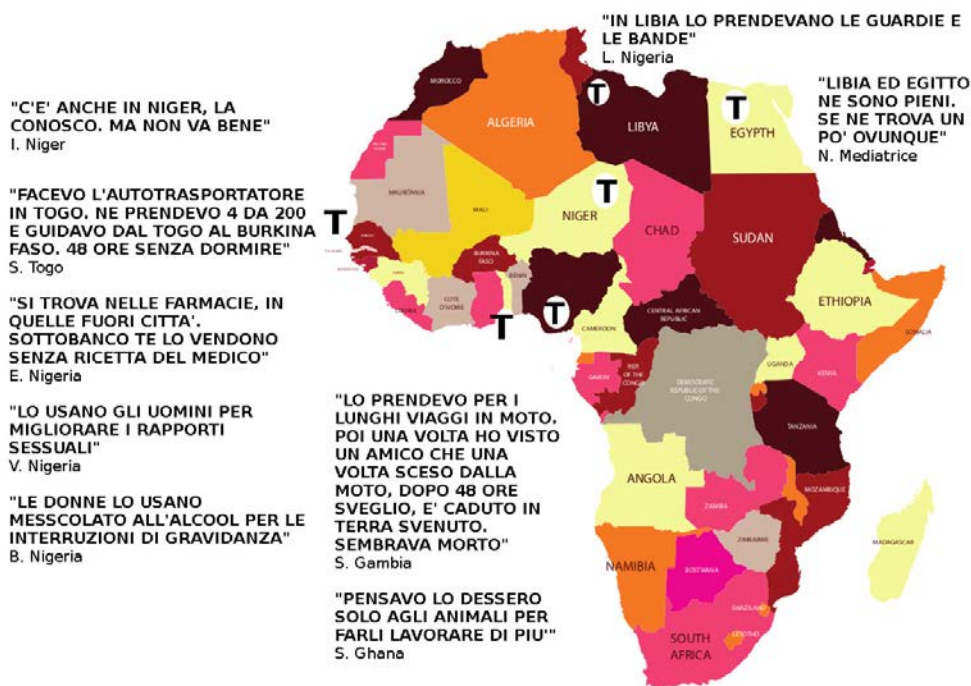 "IN LIBIA LO PRENDEVANO LE GUARDIE E
LE BANDE"
L. Nigeria
"LIBIA ED EGITTO
NE SONO PIENI.
SE NE TROVA UN
PO' OVUNQUE"
N. Mediatrice
"C'E' ANCHE IN NIGER, LA
CONOSCO. MA NON VA BENE"
I. Niger
"FACEVO L'AUTOTRASPORTATORE
IN TOGO. NE PRENDEVO 4 DA 200
E GUIDAVO DAL TOGO AL BURKINA
FASO. 48 ORE SENZA DORMIRE"
S. Togo
"SI TROVA NELLE FARMACIE, IN
QUELLE FUORI CITTA'.
SOTTOBANCO TE LO VENDONO
SENZA RICETTA DEL MEDICO"
E. Nigeria
"LO USANO GLI UOMINI PER
MIGLIORARE I RAPPORTI
SESSUALI"
V. Nigeria
"LE DONNE LO USANO
MESSCOLATO ALL'ALCOOL PER LE
INTERRUZIONI DI GRAVIDANZA"
B. Nigeria
"LO PRENDEVO PER I
LUNGHI VIAGGI IN MOTO.
POI UNA VOLTA HO VISTO
UN AMICO CHE UNA
VOLTA SCESO DALLA
MOTO, DOPO 48 ORE
SVEGLIO, E' CADUTO IN
TERRA SVENUTO.
SEMBRAVA MORTO"
S. Gambia
"PENSAVO LO DESSERO
SOLO AGLI ANIMALI PER
FARLI LAVORARE DI PIU'"
S. Ghana
MOROCCO
ALGERIA
T
LIBYA
T
EGYPTH
MAURITANIA
MALI
T
NIGER
CHAD
SUDAN
T
BURKINA
FASO
BENIN
COTE
D'IVOIRE
T
T
CAMEROON
CENTRAL AFRICAN
REPUBLIC
ETHIOPIA
SOMALIA
UGANDA
KENYA
GABON
REP.
OF THE
CONGO
DEMOCRATIC
REPUBLIC OF THE
CONGO
TANZANIA
ANGOLA
ZAMBIA
MOZAMBIQUE
ZIMBABWE
MADAGASCAR
NAMIBIA
BOSTWANA
SWAZILAND
LESOTHO
SOUTH
AFRICA